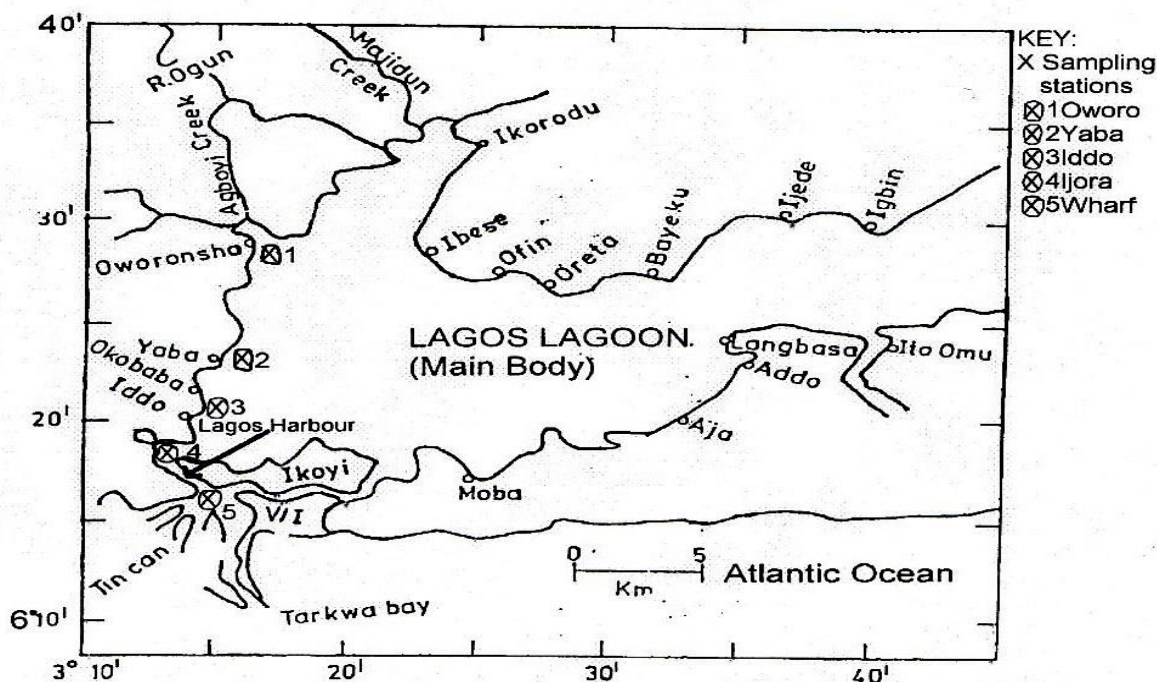 40'
R.Ogun
Majidun
Creek
Agboyi Creek
Ikorodu
KEY:
X Sampling
stations
⊗1Oworo
⊗2Yaba
⊗3Iddo
⊗4Ijora
⊗5Wharf
30'
Oworonsha
1
Ibese
Ofin
Oreta
Bayeku
Ijede
Igbin
LAGOS LAGOON.
(Main Body)
Yaba
2
Okobaba
Iddo
3
Langbasa
Ito Omu
Addo
20'
Lagos Harbour
Aja
4
Ikoyi
Moba
5
V/I
Tin can
0 5
Km
Atlantic Ocean
Tarkwa bay
6°10'
3°10' 20' 30' 40'